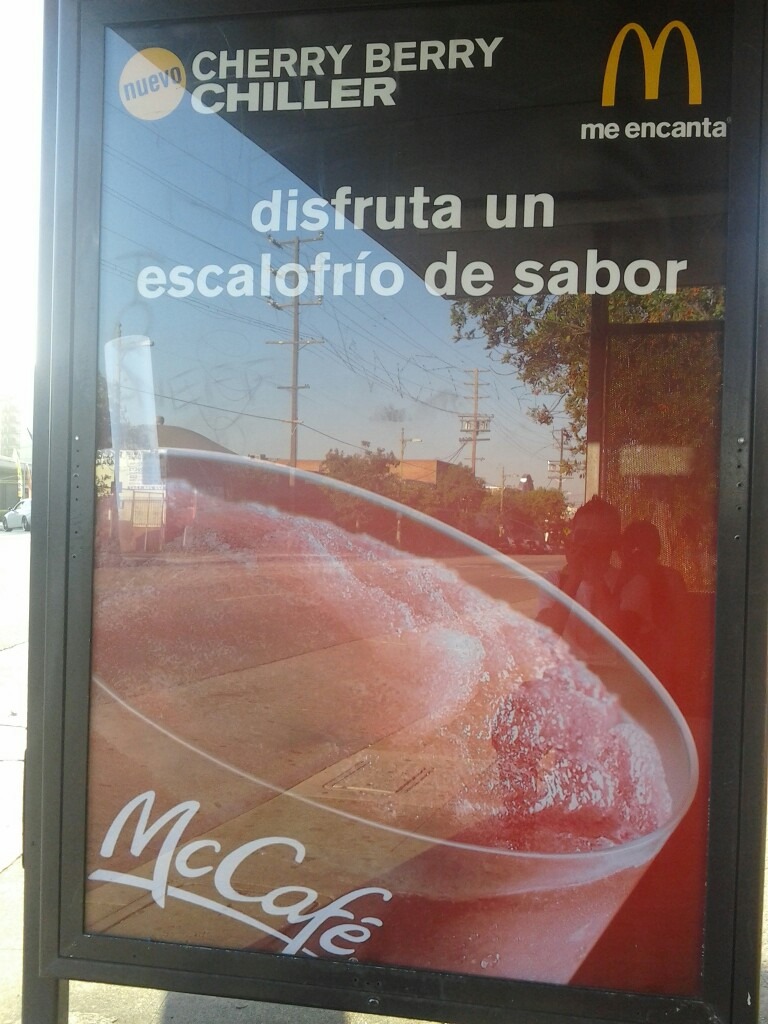 nuevo
CHERRY BERRY
CHILLER
me encanta
disfruta un
escalofrío de sabor
McCafé